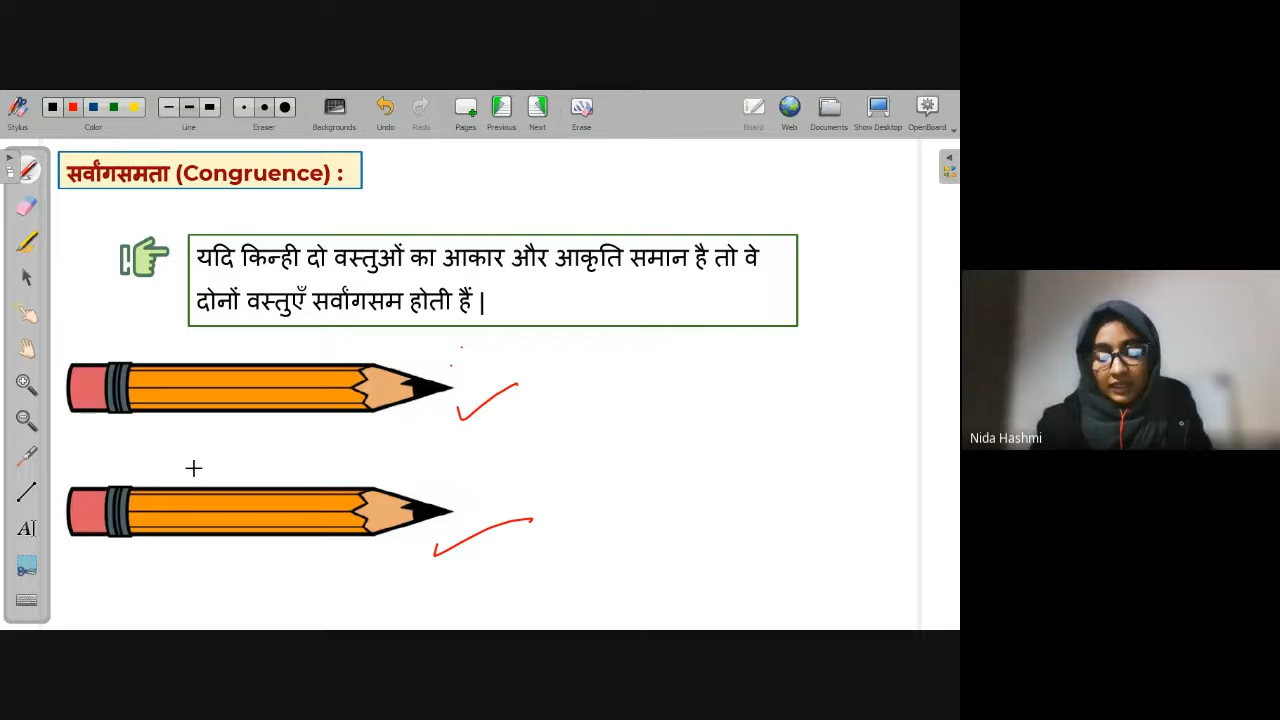 Stylus Color Line Eraser Backgrounds Undo Redo Pages Previous Next Erase Board Web Documents Show Desktop OpenBoard
सर्वांगसमता (Congruence) :
यदि किन्ही दो वस्तुओं का आकार और आकृति समान है तो वे
दोनों वस्तुएँ सर्वांगसम होती हैं |
Nida Hashmi